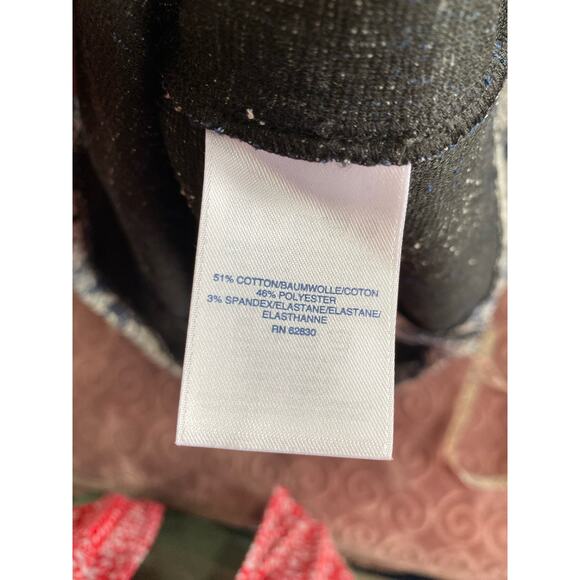 51% COTTON/BAUMWOLLE/COTON
46% POLYESTER
3% SPANDEX/ELASTANE/ELASTANE/
ELASTHANNE
RN 62830